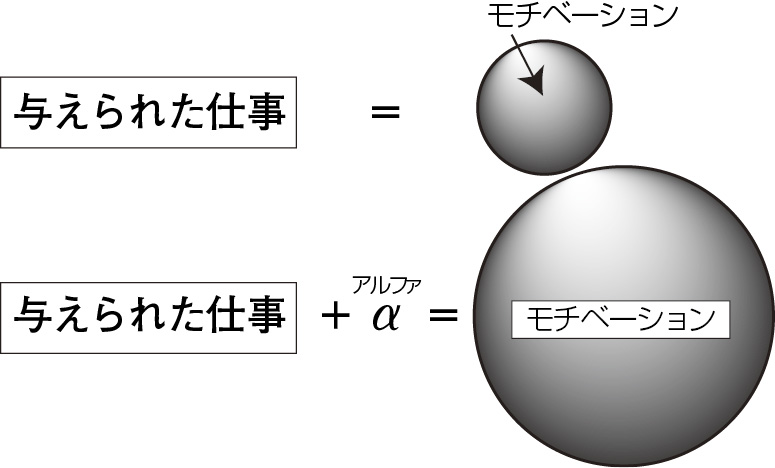 モチベーション
与えられた仕事 =
アルファ
与えられた仕事 + α = モチベーション